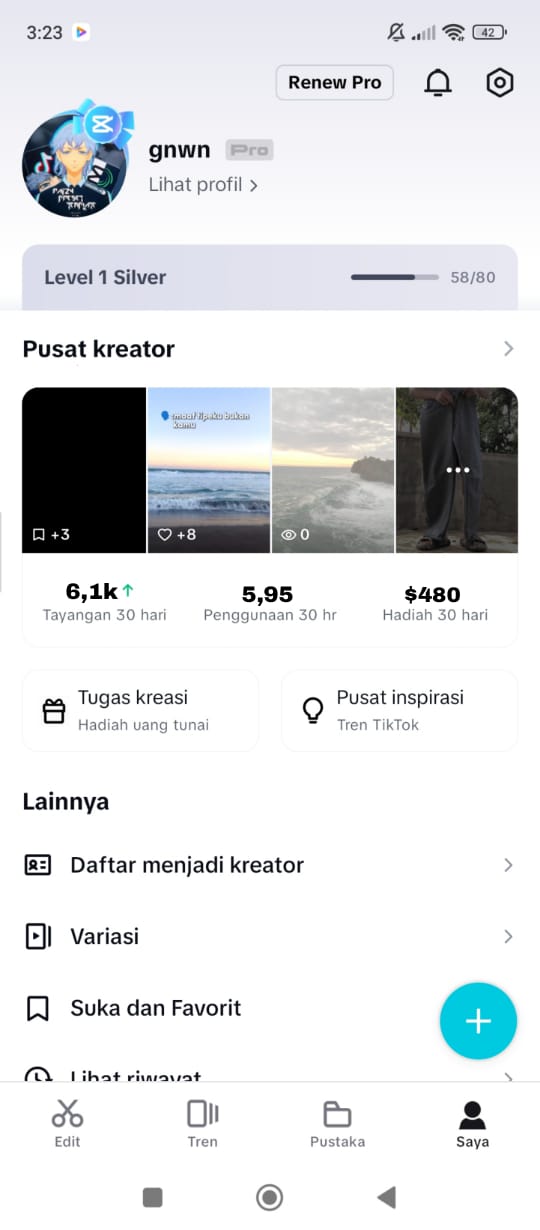 3:23
42
Renew Pro
gnwn Pro
Lihat profil
Level 1 Silver
58/80
Pusat kreator
maaf tipeku bukan
kamu
+3
+8
0
6,1k
5,95
$480
Tayangan 30 hari
Penggunaan 30 hr
Hadiah 30 hari
Tugas kreasi
Hadiah uang tunai
Pusat inspirasi
Tren TikTok
Lainnya
Daftar menjadi kreator
Variasi
Suka dan Favorit
Lihat riwayat
Edit
Tren
Pustaka
Saya